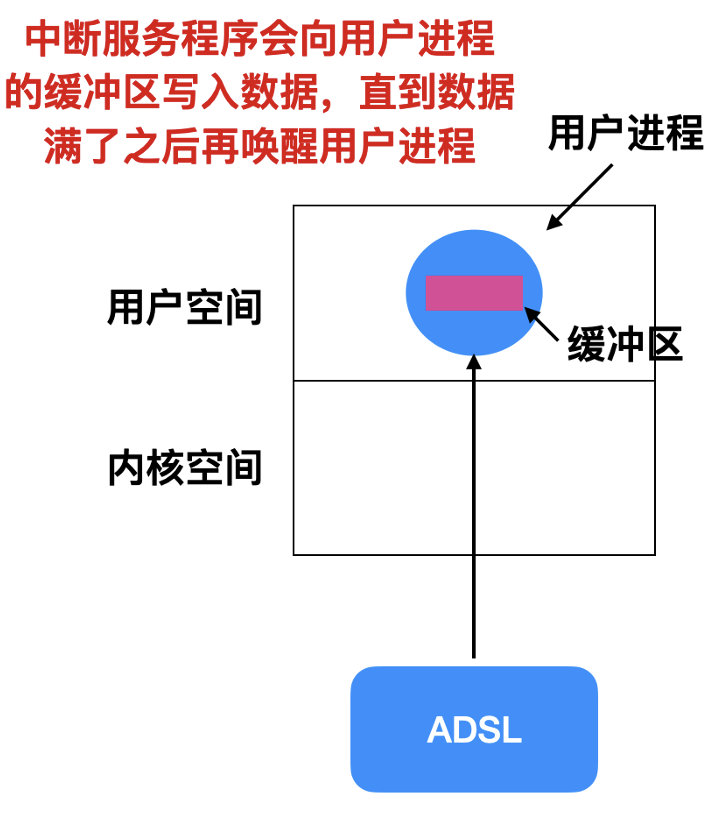 中断服务程序会向用户进程
的缓冲区写入数据，直到数据
满了之后再唤醒用户进程
用户进程
用户空间
缓冲区
内核空间
ADSL